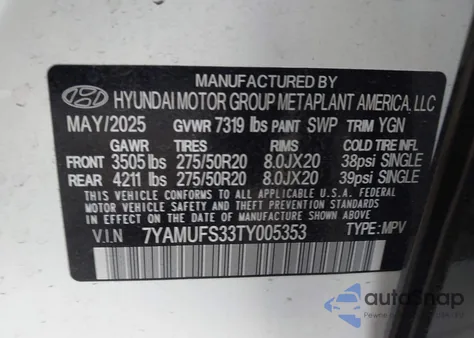 MANUFACTURED BY
HYUNDAI MOTOR GROUP METAPLANT AMERICA, LLC
MAY/2025 GVWR 7319 lbs PAINT SWP TRIM YGN
GAWR TIRES RIMS COLD TIRE INFL
FRONT 3505 lbs 275/50R20 8.0JX20 38psi SINGLE
REAR 4211 lbs 275/50R20 8.0JX20 39psi SINGLE
THIS VEHICLE CONFORMS TO ALL APPLICABLE U.S.A. FEDERAL
MOTOR VEHICLE SAFETY AND THEFT PREVENTION STANDARDS
IN EFFECT ON THE DATE OF MANUFACTURE SHOWN ABOVE.
V.I.N 7YAMUFS33TY005353 TYPE: MPV
autoSnap